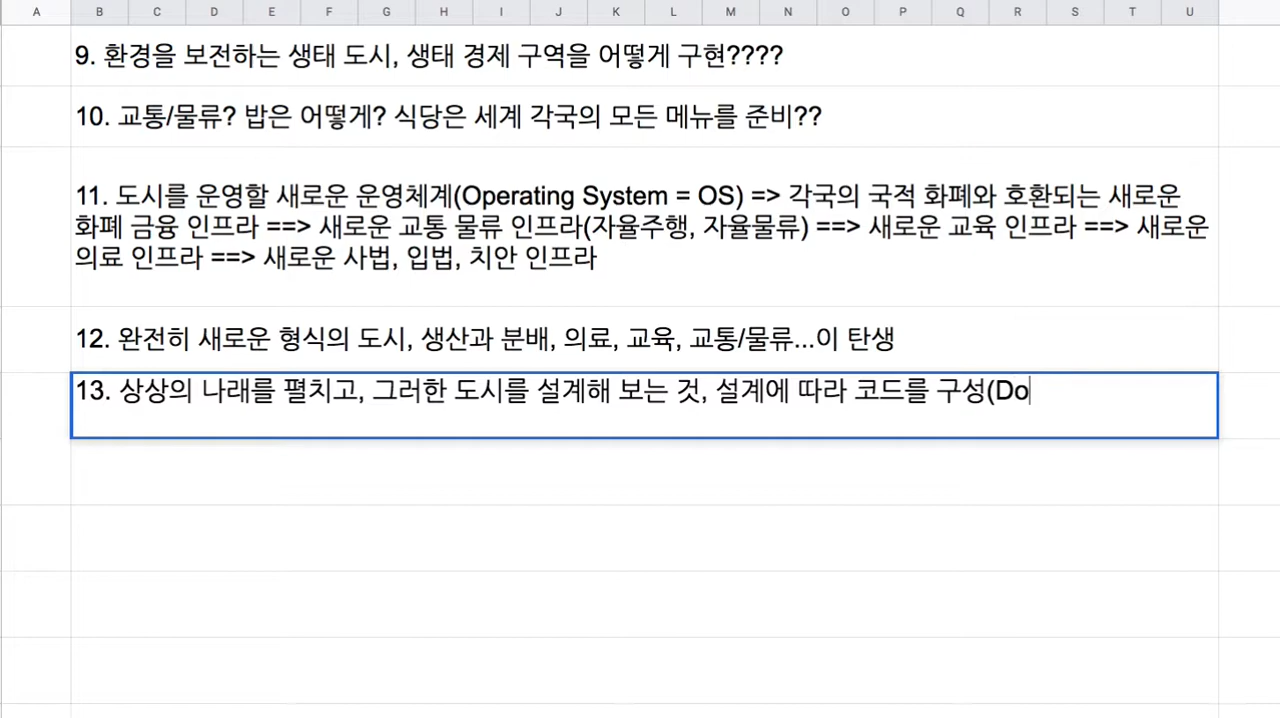 A B C D E F G H I J K L M N O P Q R S T U
9. 환경을 보전하는 생태 도시, 생태 경제 구역을 어떻게 구현????
10. 교통/물류? 밥은 어떻게? 식당은 세계 각국의 모든 메뉴를 준비??
11. 도시를 운영할 새로운 운영체계(Operating System = OS) => 각국의 국적 화폐와 호환되는 새로운
화폐 금융 인프라 ==> 새로운 교통 물류 인프라(자율주행, 자율물류) ==> 새로운 교육 인프라 ==> 새로운
의료 인프라 ==> 새로운 사법, 입법, 치안 인프라
12. 완전히 새로운 형식의 도시, 생산과 분배, 의료, 교육, 교통/물류...이 탄생
13. 상상의 나래를 펼치고, 그러한 도시를 설계해 보는 것, 설계에 따라 코드를 구성(Do